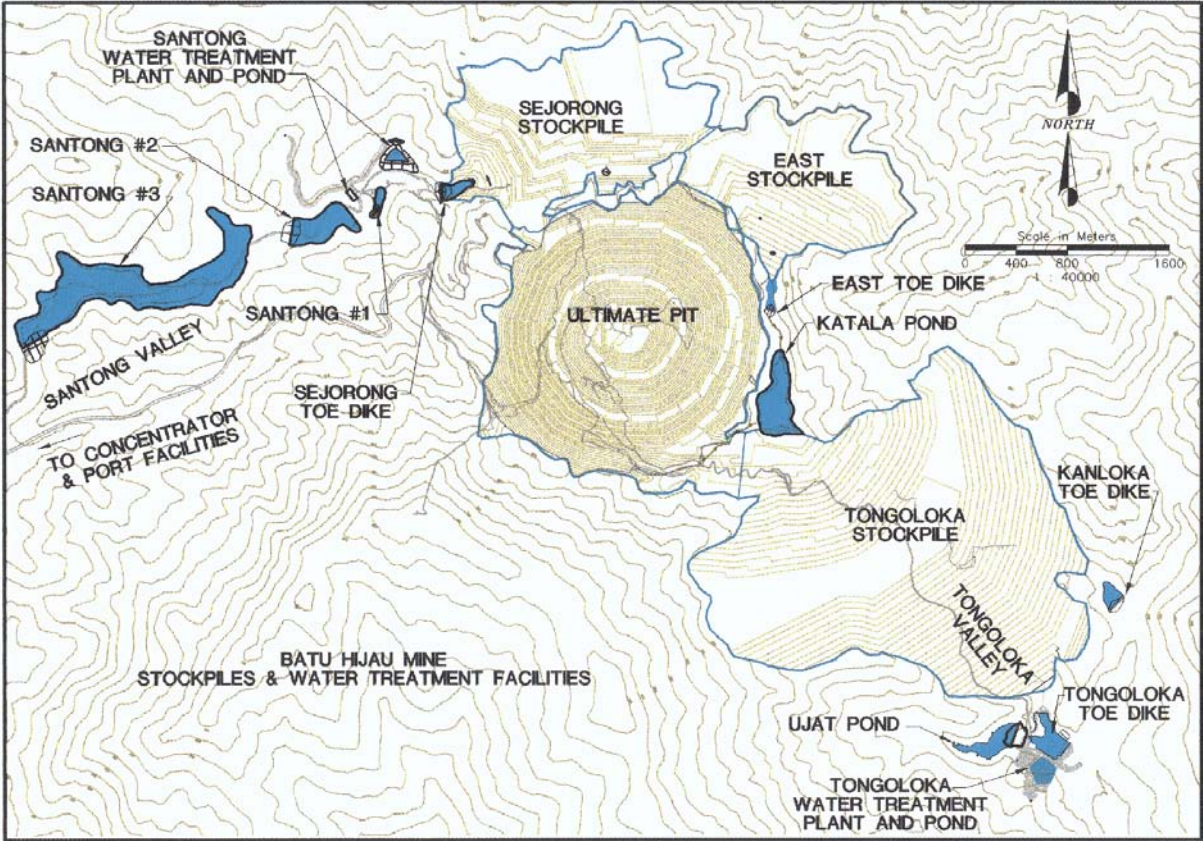 SANTONG
WATER TREATMENT
PLANT AND POND
SEJORONG
STOCKPILE
NORTH
SANTONG #2
EAST
STOCKPILE
SANTONG #3
Scale in Meters
0 400 800 1600
1 : 40000
EAST TOE DIKE
SANTONG #1
ULTIMATE PIT
KATALA POND
SANTONG VALLEY
SEJORONG
TOE DIKE
TO CONCENTRATOR
& PORT FACILITIES
KANLOKA
TOE DIKE
TONGOLOKA
STOCKPILE
TONGOLOKA
VALLEY
BATU HIJAU MINE
STOCKPILES & WATER TREATMENT FACILITIES
TONGOLOKA
TOE DIKE
UJAT POND
TONGOLOKA
WATER TREATMENT
PLANT AND POND